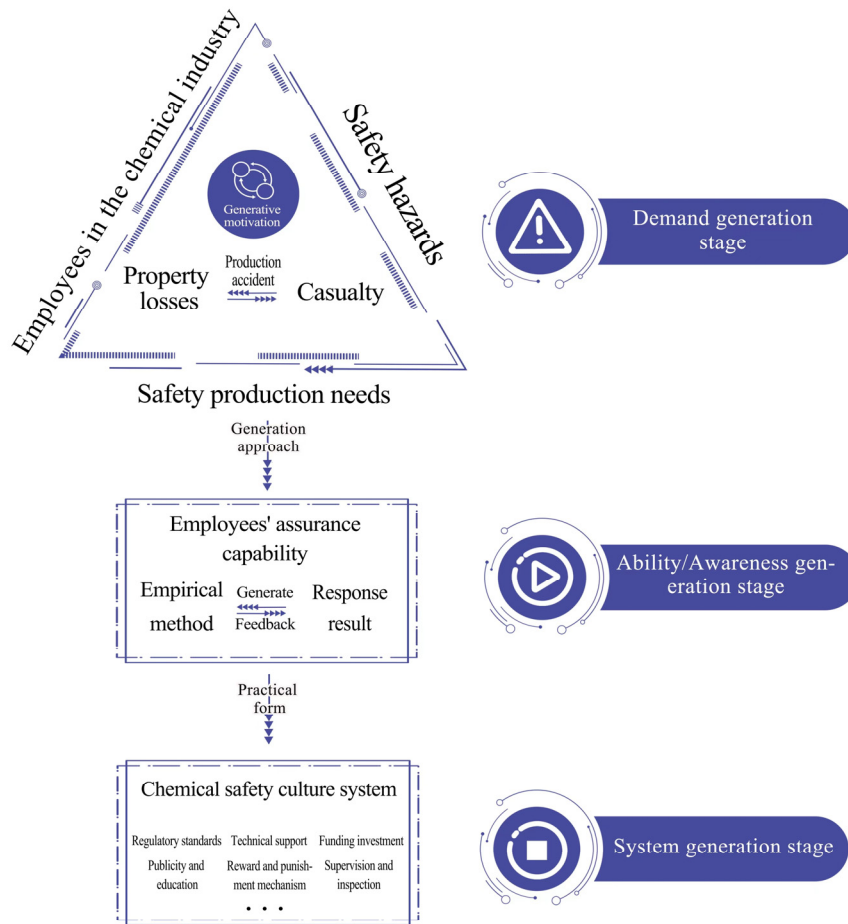 Employees in the chemical industry
Safety hazards
Generative
motivation
Property
losses
Production
accident
Casualty
Safety production needs
Demand generation
stage
Generation
approach
Employees' assurance
capability
Empirical
method
Generate
Feedback
Response
result
Ability/Awareness gen-
eration stage
Practical
form
Chemical safety culture system
Regulatory standards
Technical support
Funding investment
Publicity and
education
Reward and punish-
ment mechanism
Supervision and
inspection
• • •
System generation stage